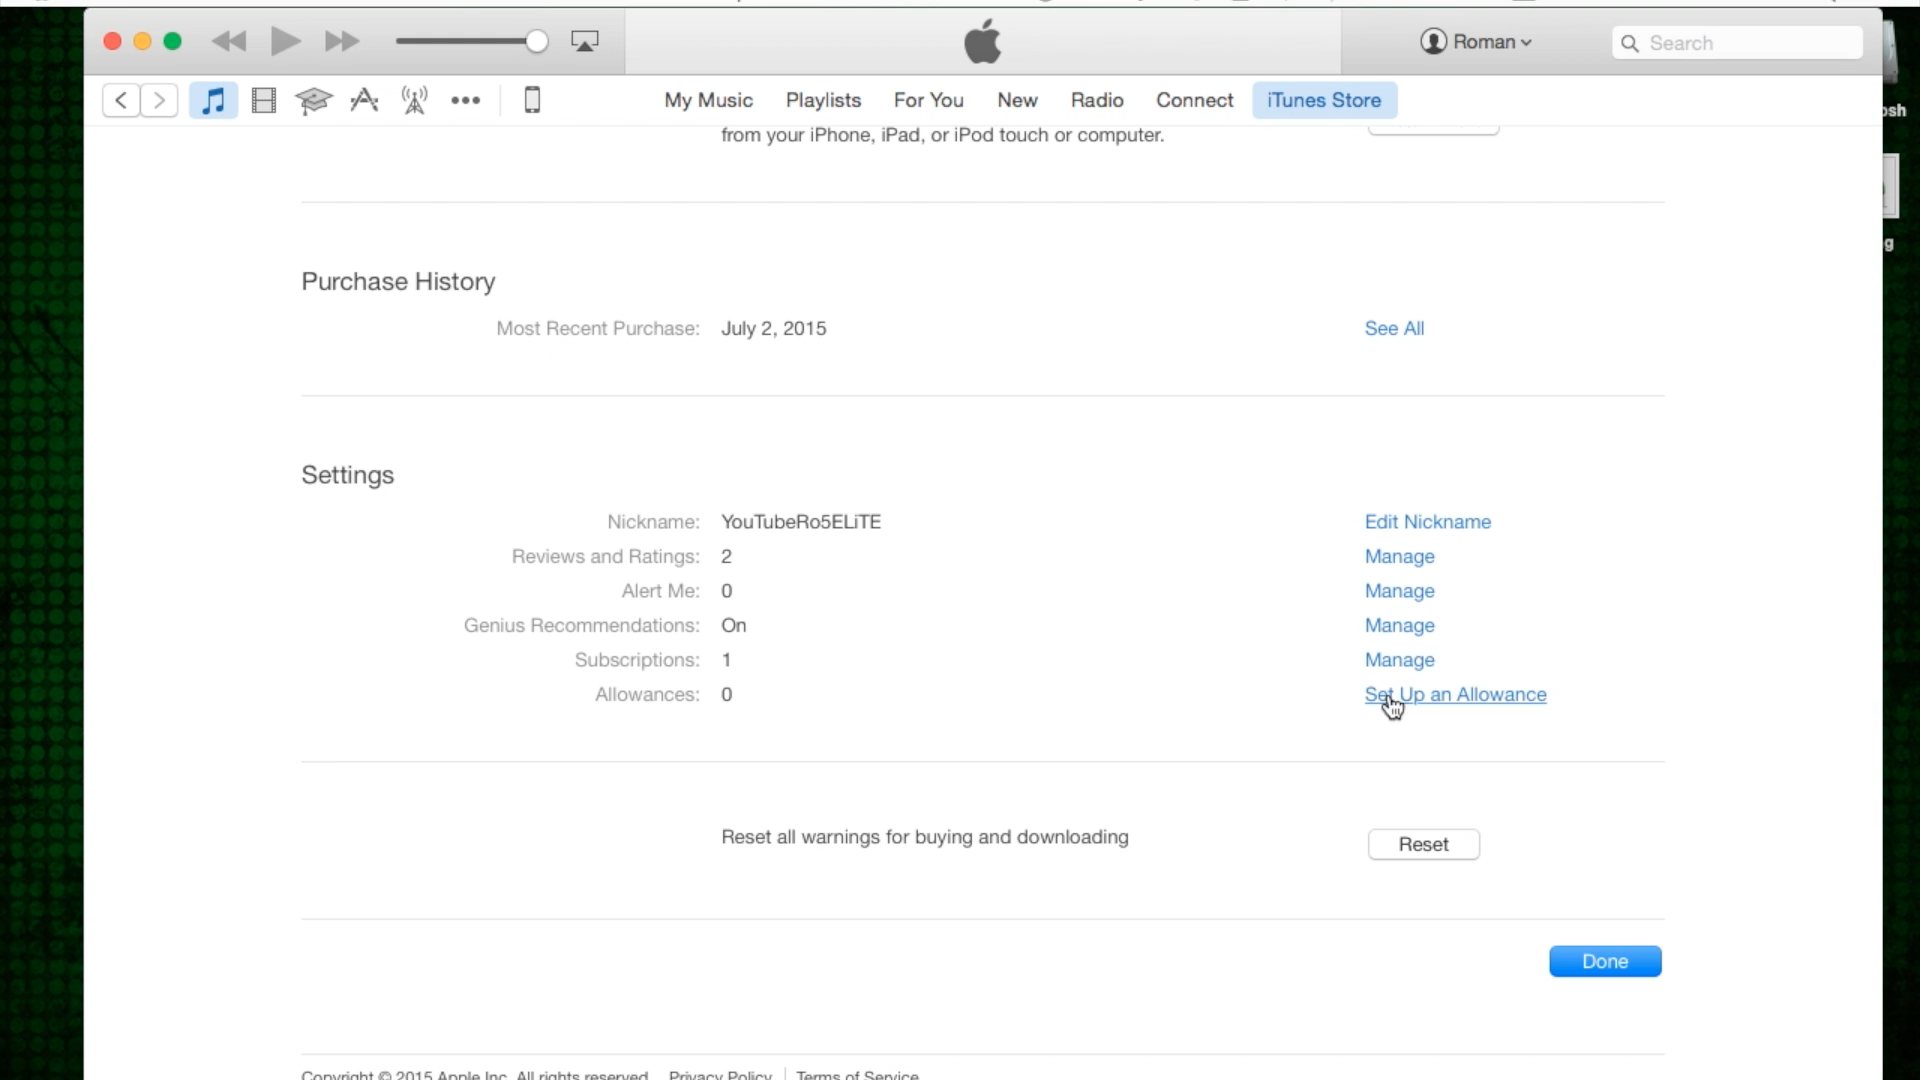 Roman
Search
My Music Playlists For You New Radio Connect iTunes Store
from your iPhone, iPad, or iPod touch or computer.
Purchase History
Most Recent Purchase: July 2, 2015 See All
Settings
Nickname: YouTubeRo5ELiTE Edit Nickname
Reviews and Ratings: 2 Manage
Alert Me: 0 Manage
Genius Recommendations: On Manage
Subscriptions: 1 Manage
Allowances: 0 Set Up an Allowance
Reset all warnings for buying and downloading Reset
Done
Copyright © 2015 Apple Inc. All rights reserved. Privacy Policy Terms of Service